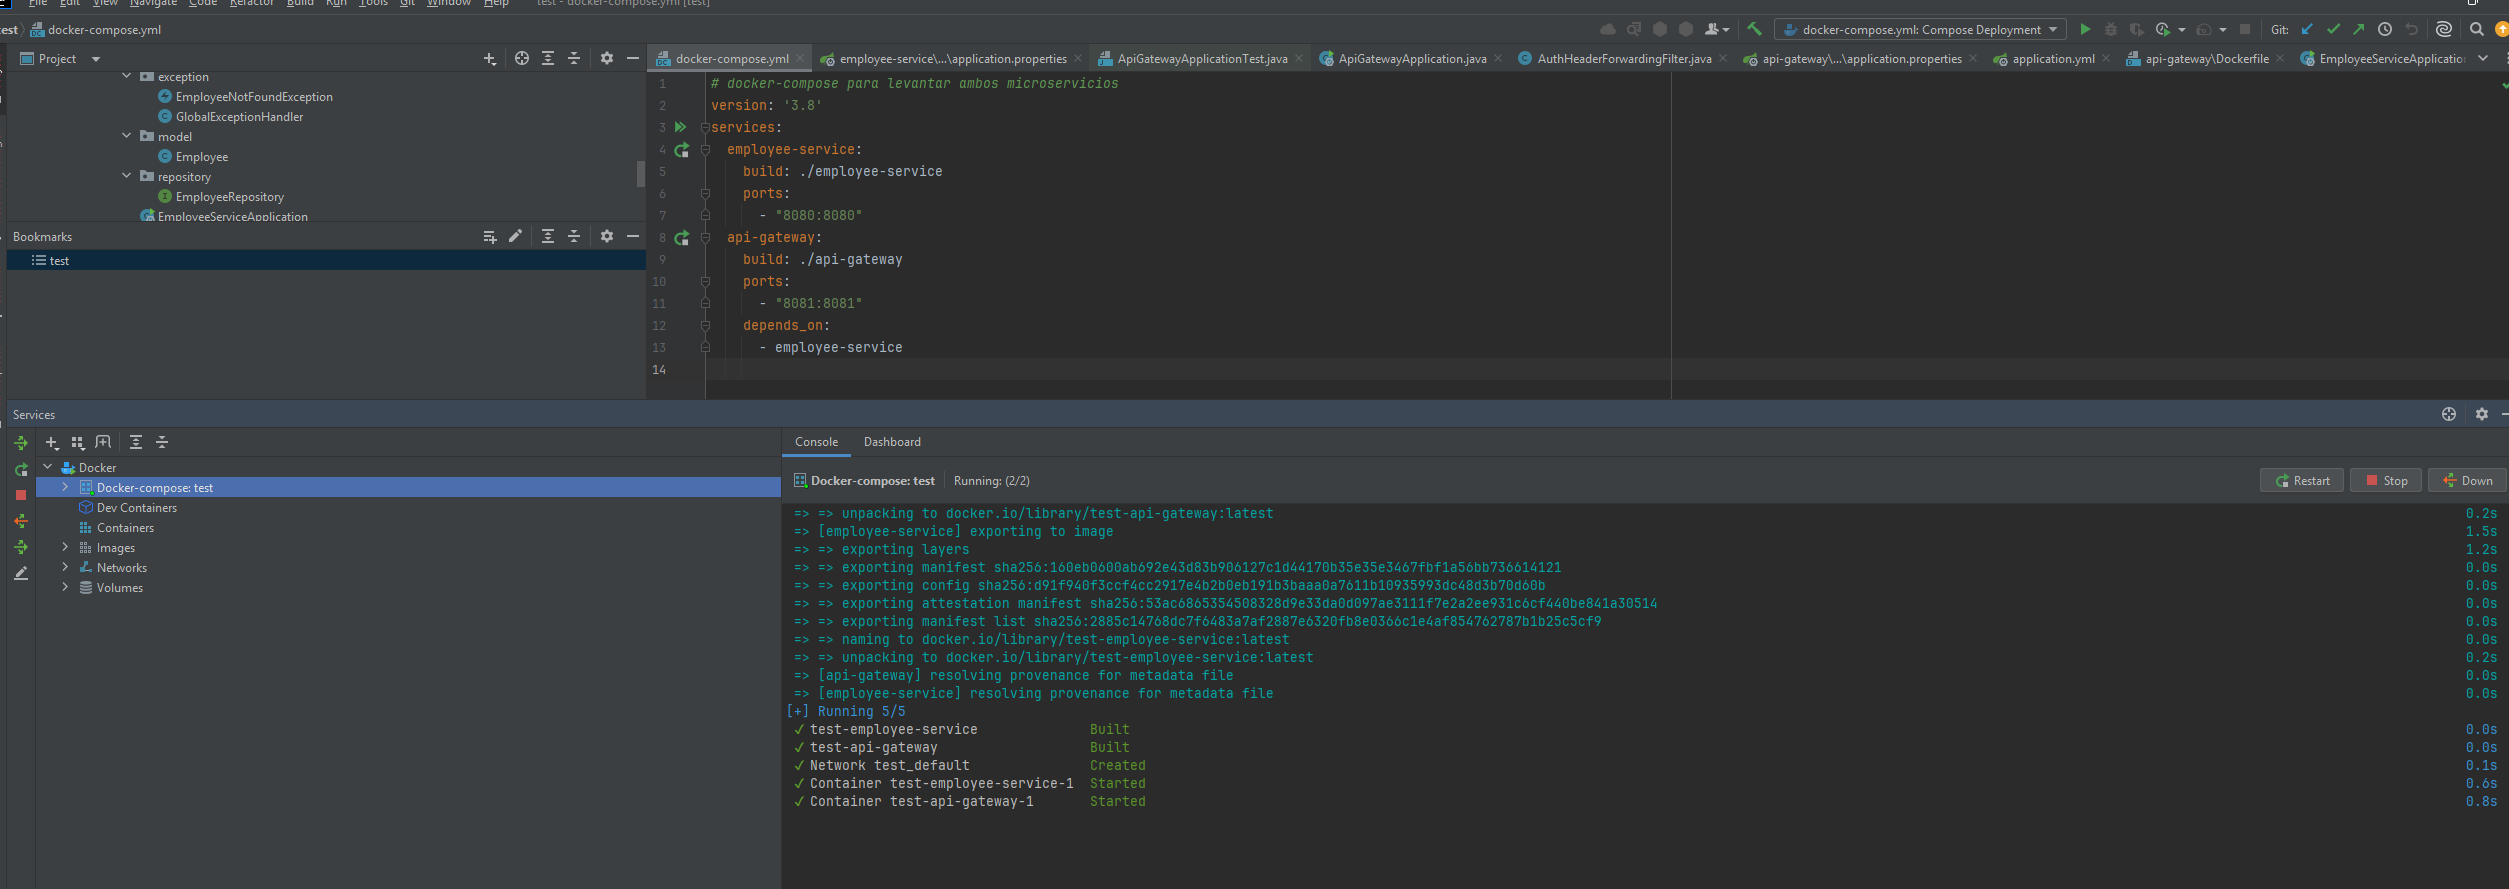 File Edit View Navigate Code Refactor Build Run Tools Git Window Help test - docker-compose.yml [test]
est docker-compose.yml docker-compose.yml: Compose Deployment Git:
Project
docker-compose.yml employee-service\...\application.properties ApiGatewayApplicationTest.java ApiGatewayApplication.java AuthHeaderForwardingFilter.java api-gateway\...\application.properties application.yml api-gateway\Dockerfile EmployeeServiceApplicatio
exception
EmployeeNotFoundException
GlobalExceptionHandler
model
Employee
repository
EmployeeRepository
EmployeeServiceApplication
Bookmarks
test
1 # docker-compose para levantar ambos microservicios
2 version: '3.8'
3 services:
4 employee-service:
5 build: ./employee-service
6 ports:
7 - "8080:8080"
8 api-gateway:
9 build: ./api-gateway
10 ports:
11 - "8081:8081"
12 depends_on:
13 - employee-service
14
Services
Docker
Docker-compose: test
Dev Containers
Containers
Images
Networks
Volumes
Console Dashboard
Docker-compose: test Running: (2/2) Restart Stop Down
=> => unpacking to docker.io/library/test-api-gateway:latest 0.2s
=> [employee-service] exporting to image 1.5s
=> => exporting layers 1.2s
=> => exporting manifest sha256:160eb0600ab692e43d83b906127c1d44170b35e35e3467fbf1a56bb736614121 0.0s
=> => exporting config sha256:d91f940f3ccf4cc2917e4b2b0eb191b3baaa0a7611b10935993dc48d3b70d60b 0.0s
=> => exporting attestation manifest sha256:53ac6865354508328d9e33da0d097ae3111f7e2a2ee931c6cf440be841a30514 0.0s
=> => exporting manifest list sha256:2885c14768dc7f6483a7af2887e6320fb8e0366c1e4af854762787b1b25c5cf9 0.0s
=> => naming to docker.io/library/test-employee-service:latest 0.0s
=> => unpacking to docker.io/library/test-employee-service:latest 0.2s
=> [api-gateway] resolving provenance for metadata file 0.0s
=> [employee-service] resolving provenance for metadata file 0.0s
[+] Running 5/5
✓ test-employee-service Built 0.0s
✓ test-api-gateway Built 0.0s
✓ Network test_default Created 0.1s
✓ Container test-employee-service-1 Started 0.6s
✓ Container test-api-gateway-1 Started 0.8s